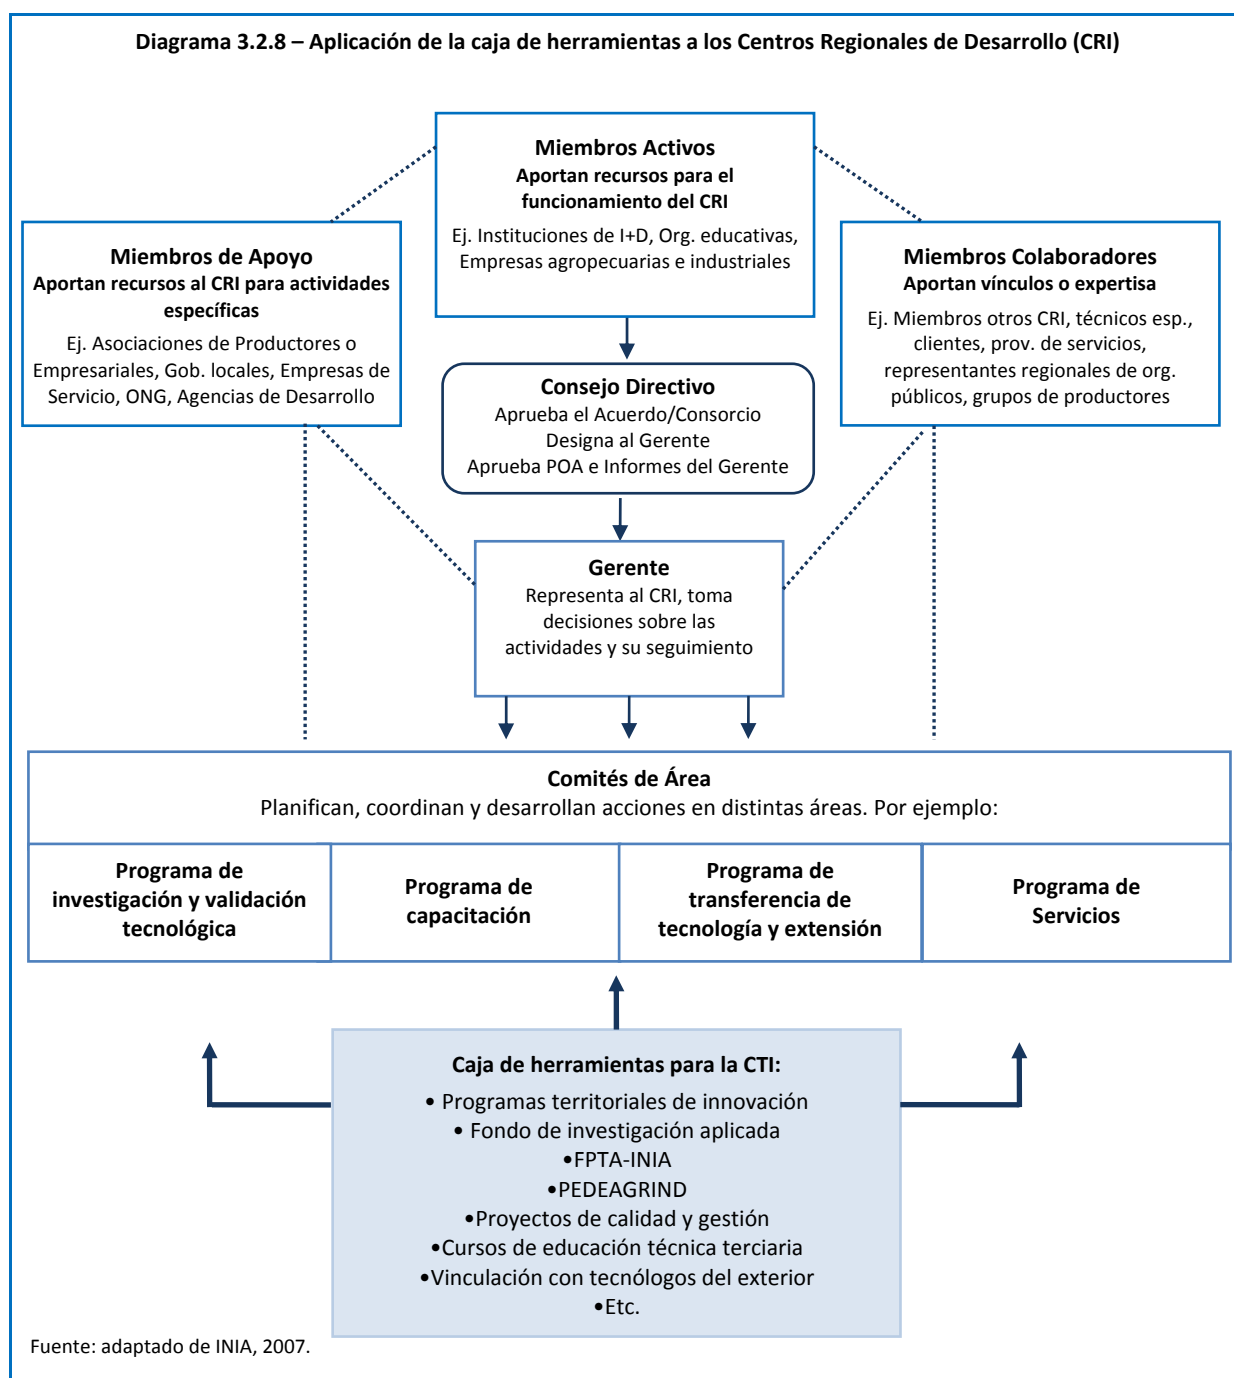 Diagrama 3.2.8 – Aplicación de la caja de herramientas a los Centros Regionales de Desarrollo (CRI)
Miembros Activos
Aportan recursos para el
funcionamiento del CRI
Ej. Instituciones de I+D, Org. educativas,
Empresas agropecuarias e industriales
Miembros de Apoyo
Aportan recursos al CRI para actividades
específicas
Ej. Asociaciones de Productores o
Empresariales, Gob. locales, Empresas de
Servicio, ONG, Agencias de Desarrollo
Miembros Colaboradores
Aportan vínculos o expertisa
Ej. Miembros otros CRI, técnicos esp.,
clientes, prov. de servicios,
representantes regionales de org.
públicos, grupos de productores
Consejo Directivo
Aprueba el Acuerdo/Consorcio
Designa al Gerente
Aprueba POA e Informes del Gerente
Gerente
Representa al CRI, toma
decisiones sobre las
actividades y su seguimiento
Comités de Área
Planifican, coordinan y desarrollan acciones en distintas áreas. Por ejemplo:
Programa de
investigación y validación
tecnológica
Programa de
capacitación
Programa de
transferencia de
tecnología y extensión
Programa de
Servicios
Caja de herramientas para la CTI:
• Programas territoriales de innovación
• Fondo de investigación aplicada
•FPTA-INIA
•PEDEAGRIND
•Proyectos de calidad y gestión
•Cursos de educación técnica terciaria
•Vinculación con tecnólogos del exterior
•Etc.
Fuente: adaptado de INIA, 2007.